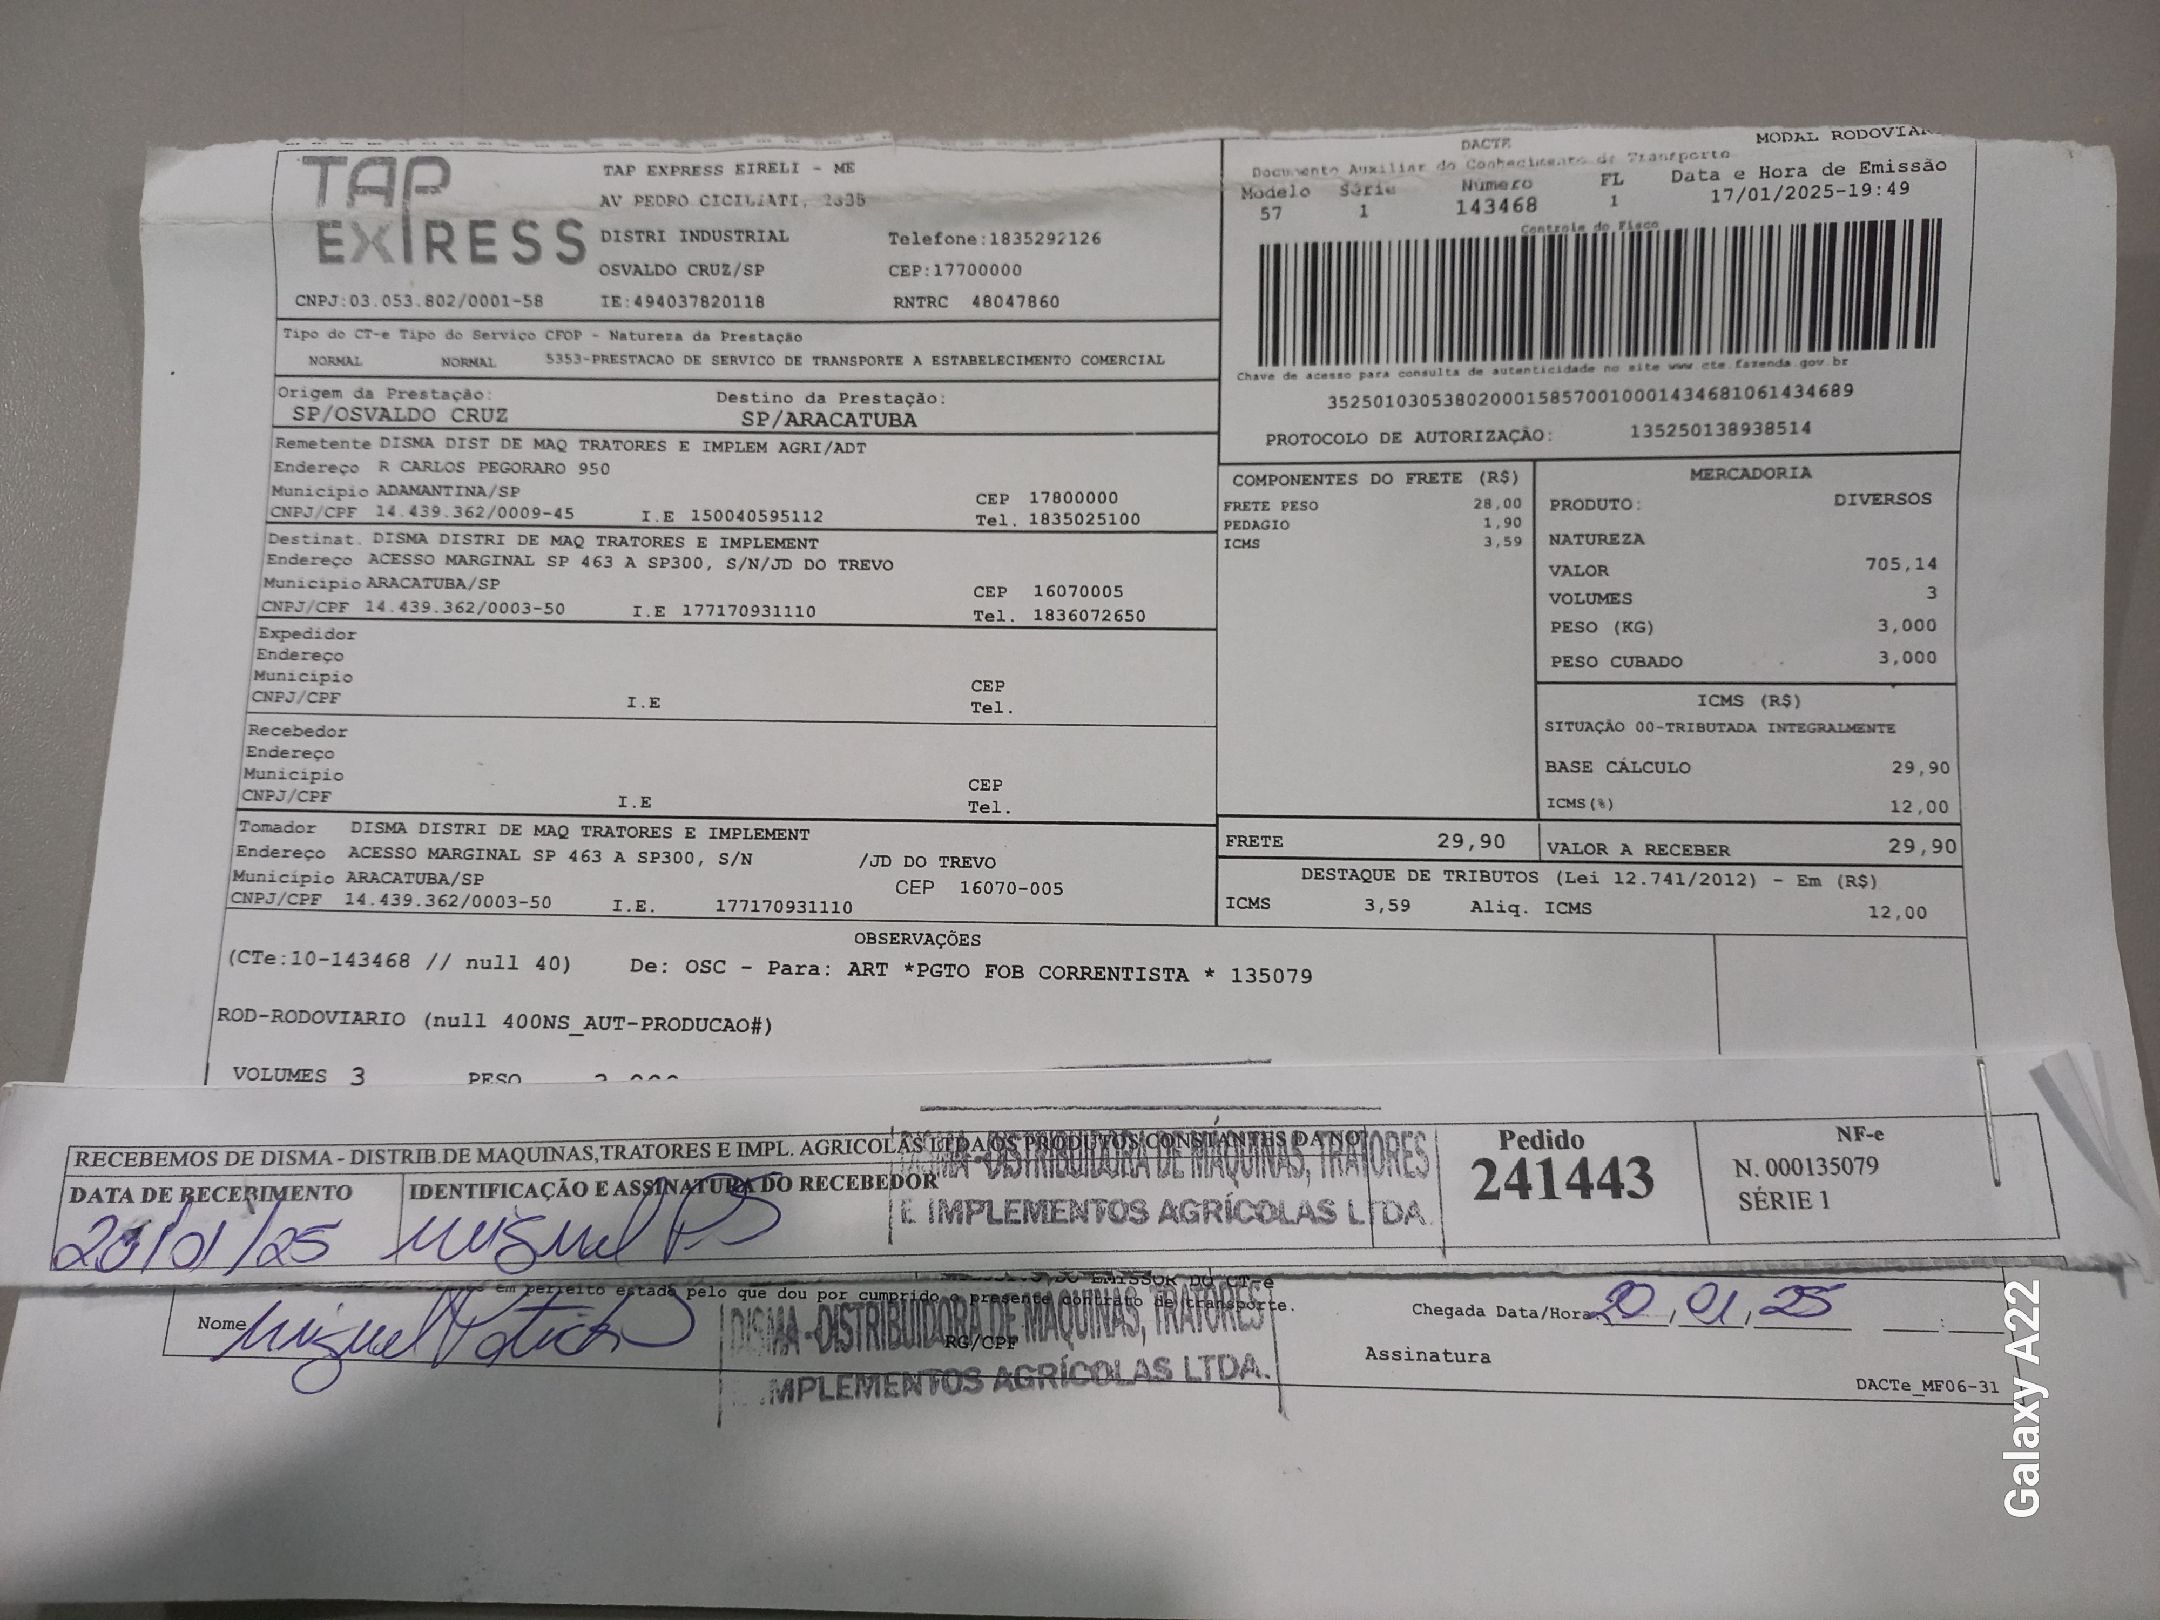 MODAL RODOVIAR
DACTE
Documento Auxiliar do Conhecimento de Transporte
TAP
EXPRESS
TAP EXPRESS EIRELI - ME
AV PEDRO CICILIATI, 2335
DISTRI INDUSTRIAL Telefone:1835292126
OSVALDO CRUZ/SP CEP:17700000
CNPJ:03.053.802/0001-58 IE:494037820118 RNTRC 48047860
Modelo Série Número FL Data e Hora de Emissão
57 1 143468 1 17/01/2025-19:49
Controle do Fisco
Chave de acesso para consulta de autenticidade no site www.cte.fazenda.gov.br
35250103053802000158570010001434681061434689
PROTOCOLO DE AUTORIZAÇÃO: 135250138938514
Tipo do CT-e Tipo do Serviço CFOP - Natureza da Prestação
NORMAL NORMAL 5353-PRESTACAO DE SERVICO DE TRANSPORTE A ESTABELECIMENTO COMERCIAL
Origem da Prestação: Destino da Prestação:
SP/OSVALDO CRUZ SP/ARACATUBA
Remetente DISMA DIST DE MAQ TRATORES E IMPLEM AGRI/ADT
Endereço R CARLOS PEGORARO 950
Município ADAMANTINA/SP CEP 17800000
CNPJ/CPF 14.439.362/0009-45 I.E 150040595112 Tel. 1835025100
Destinat. DISMA DISTRI DE MAQ TRATORES E IMPLEMENT
Endereço ACESSO MARGINAL SP 463 A SP300, S/N/JD DO TREVO
Município ARACATUBA/SP CEP 16070005
CNPJ/CPF 14.439.362/0003-50 I.E 177170931110 Tel. 1836072650
Expedidor
Endereço
Município CEP
CNPJ/CPF I.E Tel.
Recebedor
Endereço
Município CEP
CNPJ/CPF I.E Tel.
Tomador DISMA DISTRI DE MAQ TRATORES E IMPLEMENT
Endereço ACESSO MARGINAL SP 463 A SP300, S/N /JD DO TREVO
Município ARACATUBA/SP CEP 16070-005
CNPJ/CPF 14.439.362/0003-50 I.E. 177170931110
COMPONENTES DO FRETE (R$)
FRETE PESO 28,00
PEDAGIO 1,90
ICMS 3,59
MERCADORIA
PRODUTO: DIVERSOS
NATUREZA
VALOR 705,14
VOLUMES 3
PESO (KG) 3,000
PESO CUBADO 3,000
ICMS (R$)
SITUAÇÃO 00-TRIBUTADA INTEGRALMENTE
BASE CÁLCULO 29,90
ICMS(%) 12,00
FRETE 29,90 VALOR A RECEBER 29,90
DESTAQUE DE TRIBUTOS (Lei 12.741/2012) - Em (R$)
ICMS 3,59 Aliq. ICMS 12,00
OBSERVAÇÕES
(CTe:10-143468 // null 40) De: OSC - Para: ART *PGTO FOB CORRENTISTA * 135079
ROD-RODOVIARIO (null 400NS_AUT-PRODUCAO#)
VOLUMES 3 PESO
RECEBEMOS DE DISMA - DISTRIB.DE MAQUINAS,TRATORES E IMPL. AGRICOLAS LTDA OS PRODUTOS CONSTANTES DA NO
DATA DE RECEBIMENTO IDENTIFICAÇÃO E ASSINATURA DO RECEBEDOR
20/01/25 Miguel PS
DISMA - DISTRIBUIDORA DE MÁQUINAS, TRATORES
E IMPLEMENTOS AGRÍCOLAS LTDA.
Pedido
241443
NF-e
N. 000135079
SÉRIE 1
DO EMISSOR DO CT-e
em perfeito estado pelo que dou por cumprido o presente contrato de transporte.
Nome Miguel RG/CPF
Chegada Data/Hora 20,01,25
Assinatura
DISMA - DISTRIBUIDORA DE MÁQUINAS, TRATORES
IMPLEMENTOS AGRÍCOLAS LTDA.
DACTe_MF06-31
Galaxy A22